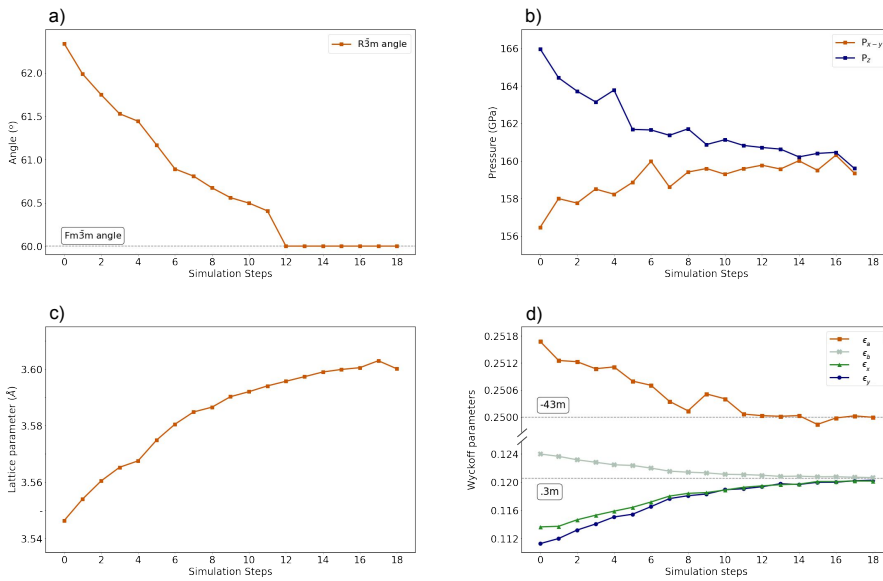 a)
R3̄m angle
62.0
61.5
61.0
60.5
60.0
Angle (°)
Fm3̄m angle
0 2 4 6 8 10 12 14 16 18
Simulation Steps
b)
P_{x−y}
P_z
166
164
162
160
158
156
Pressure (GPa)
0 2 4 6 8 10 12 14 16 18
Simulation Steps
c)
3.60
3.58
3.56
3.54
Lattice parameter (Å)
0 2 4 6 8 10 12 14 16 18
Simulation Steps
d)
ϵ_a
ϵ_b
ϵ_x
ϵ_y
0.2518
0.2512
0.2506
0.2500
-43m
0.124
0.120
0.116
0.112
.3m
Wyckoff parameters
0 2 4 6 8 10 12 14 16 18
Simulation steps